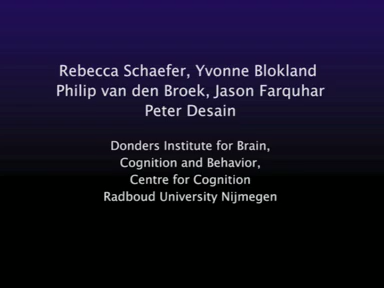 Rebecca Schaefer, Yvonne Blokland
Philip van den Broek, Jason Farquhar
Peter Desain
Donders Institute for Brain,
Cognition and Behavior,
Centre for Cognition
Radboud University Nijmegen